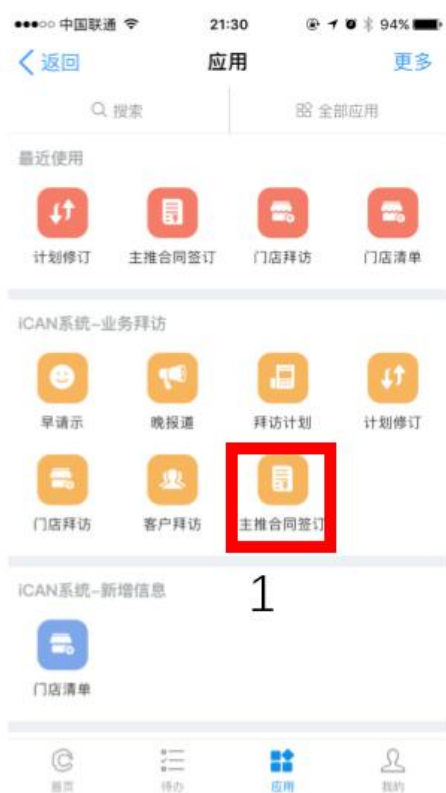 中国联通 21:30 94%
返回 应用 更多
搜索 全部应用
最近使用
计划修订 主推合同签订 门店拜访 门店清单
iCAN系统-业务拜访
早请示 晚报道 拜访计划 计划修订
门店拜访 客户拜访 主推合同签订
1
iCAN系统-新增信息
门店清单
首页 待办 应用 我的